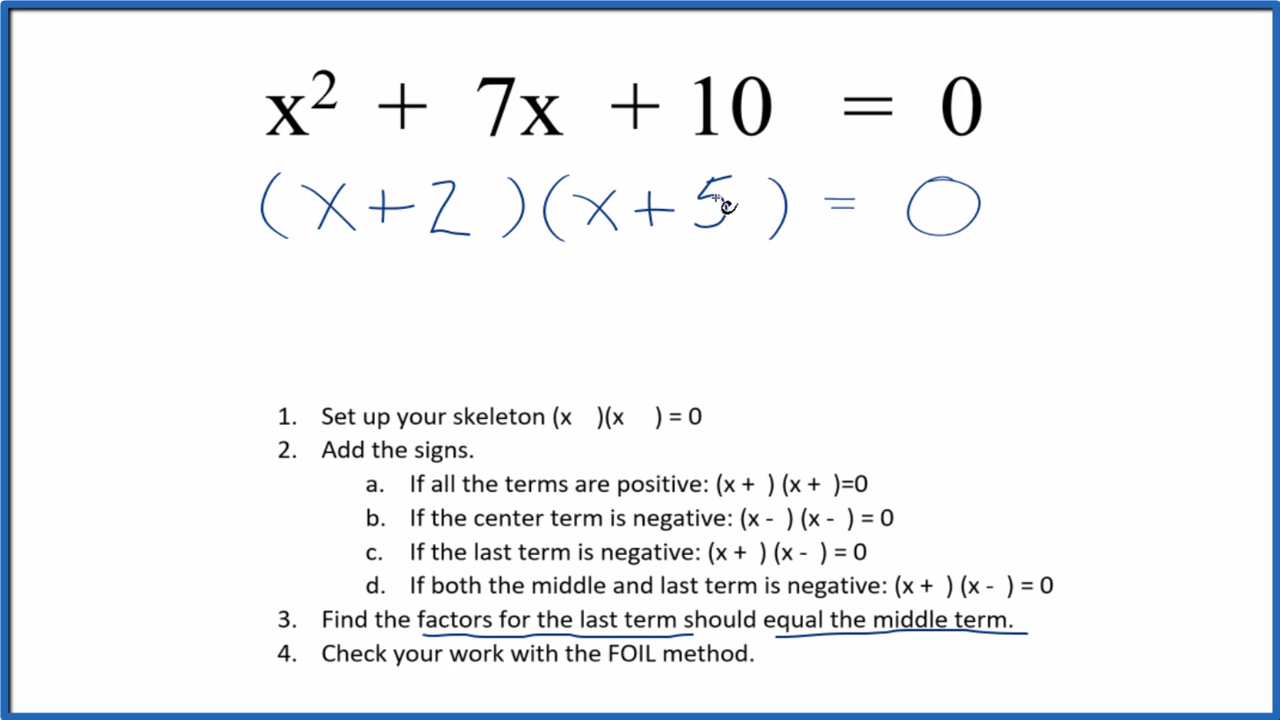 x² + 7x + 10 = 0
(x+2)(x+5) = 0
1. Set up your skeleton (x )(x ) = 0
2. Add the signs.
a. If all the terms are positive: (x + ) (x + )=0
b. If the center term is negative: (x - ) (x - ) = 0
c. If the last term is negative: (x + ) (x - ) = 0
d. If both the middle and last term is negative: (x + ) (x - ) = 0
3. Find the factors for the last term should equal the middle term.
4. Check your work with the FOIL method.